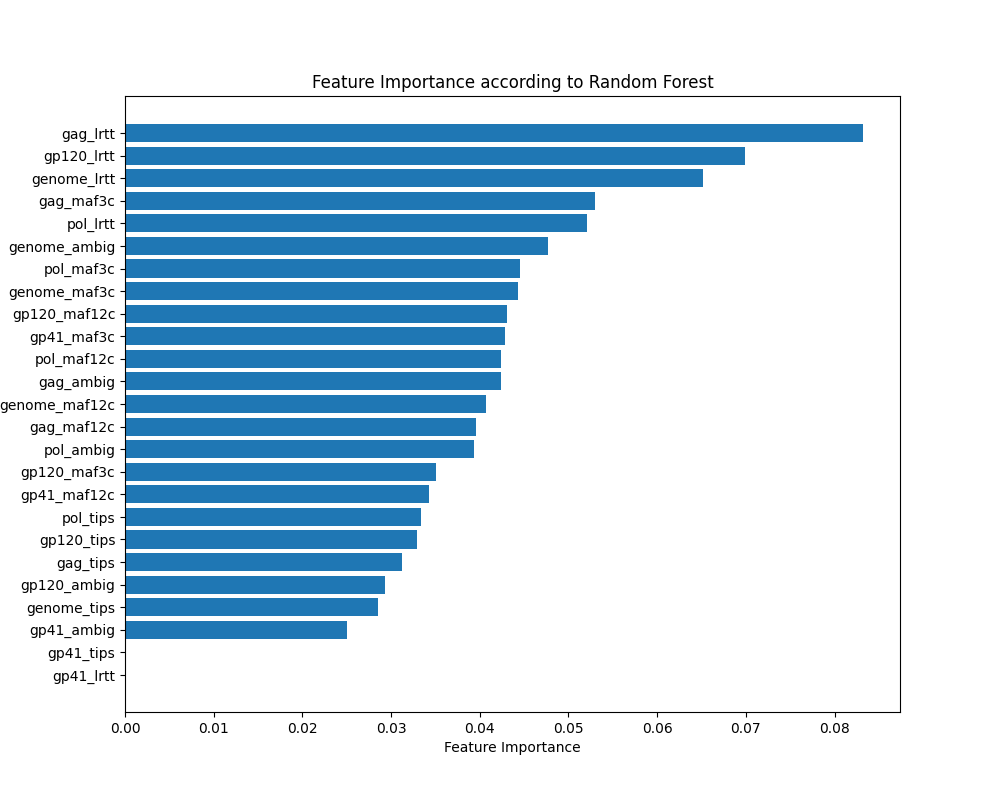 Feature Importance according to Random Forest
gag_lrtt
gp120_lrtt
genome_lrtt
gag_maf3c
pol_lrtt
genome_ambig
pol_maf3c
genome_maf3c
gp120_maf12c
gp41_maf3c
pol_maf12c
gag_ambig
genome_maf12c
gag_maf12c
pol_ambig
gp120_maf3c
gp41_maf12c
pol_tips
gp120_tips
gag_tips
gp120_ambig
genome_tips
gp41_ambig
gp41_tips
gp41_lrtt
0.00 0.01 0.02 0.03 0.04 0.05 0.06 0.07 0.08
Feature Importance